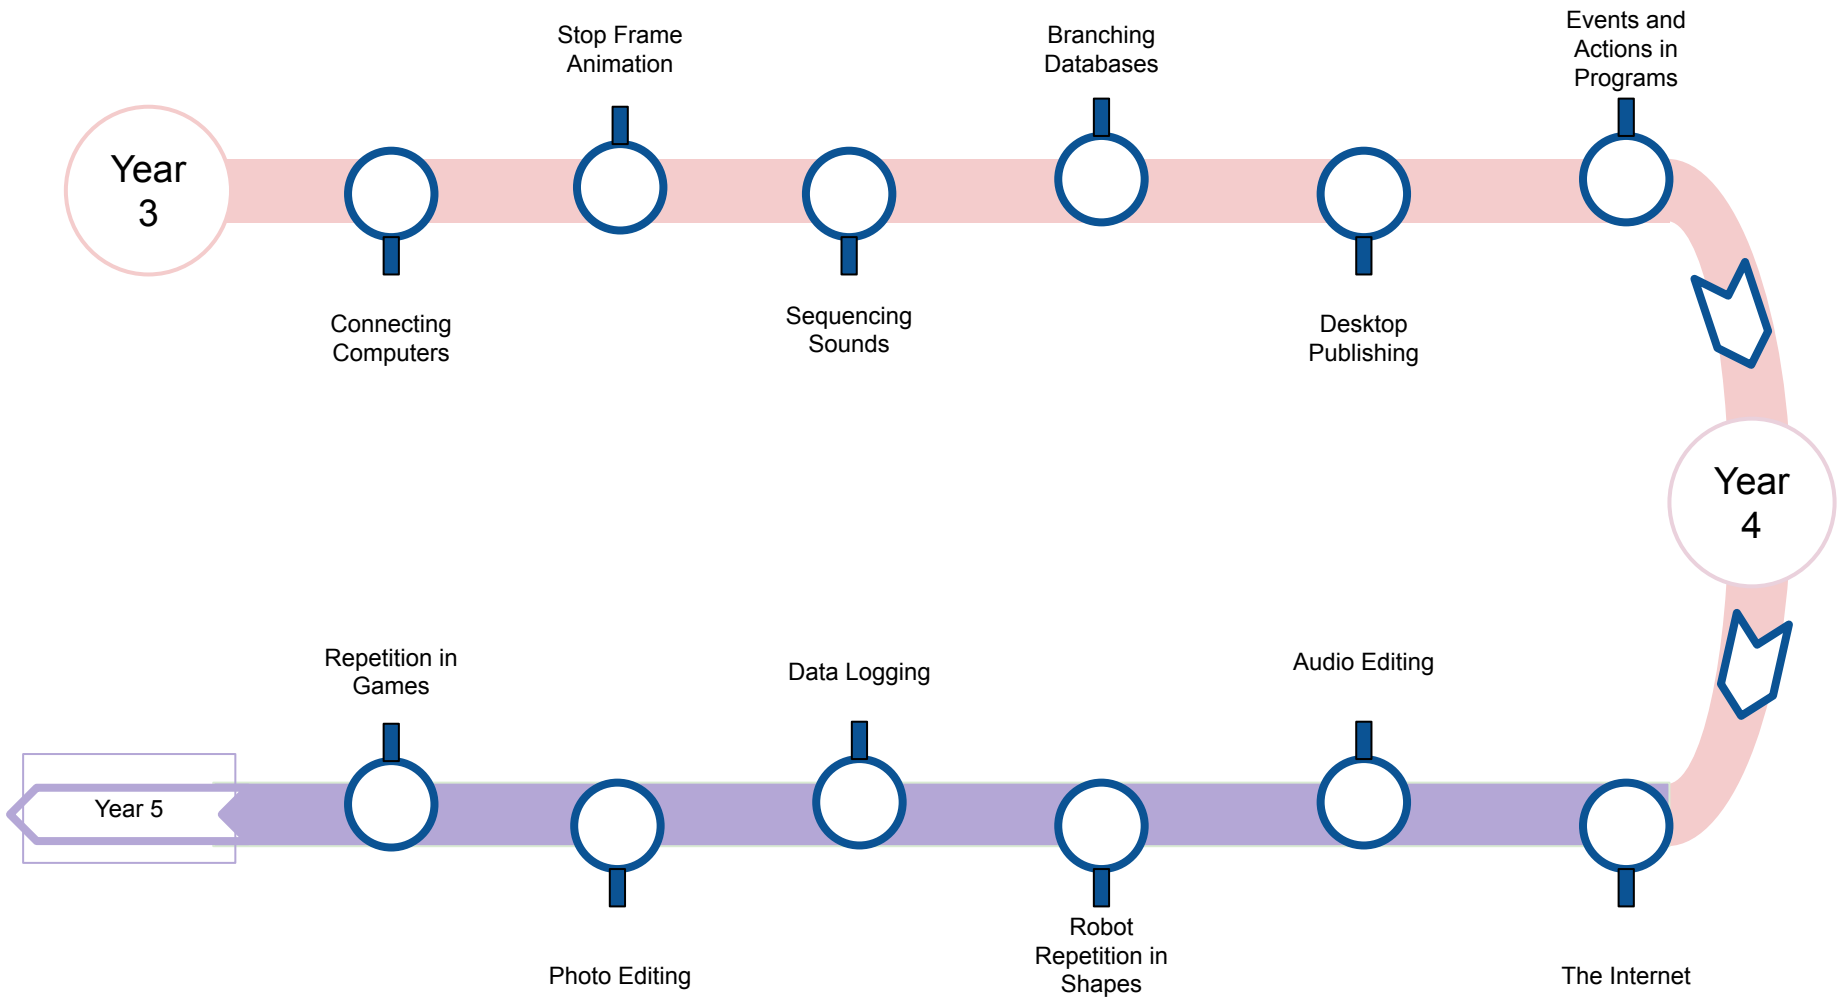 Year
3
Connecting
Computers
Stop Frame
Animation
Sequencing
Sounds
Branching
Databases
Desktop
Publishing
Events and
Actions in
Programs
Year
4
The Internet
Audio Editing
Robot
Repetition in
Shapes
Data Logging
Photo Editing
Repetition in
Games
Year 5